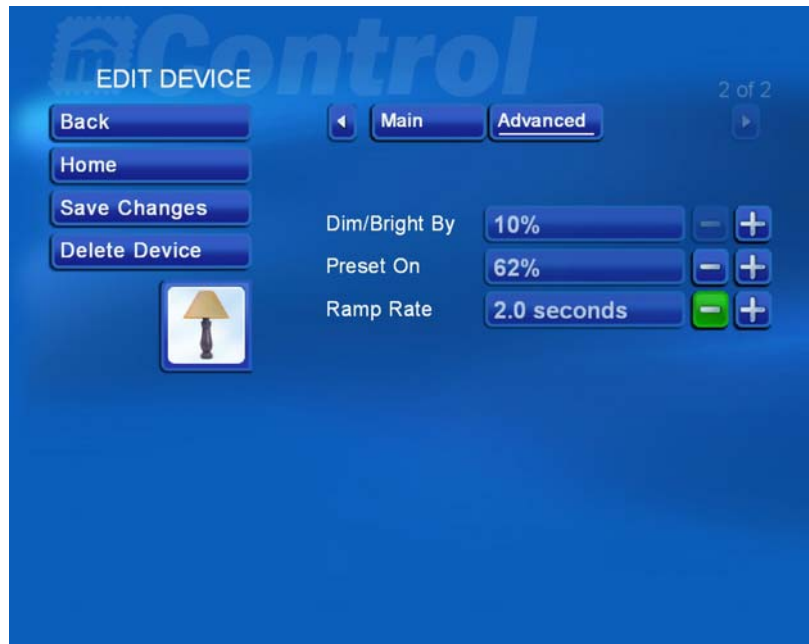 mControl
EDIT DEVICE
2 of 2
Back
Home
Save Changes
Delete Device
Main
Advanced
Dim/Bright By 10%
Preset On 62%
Ramp Rate 2.0 seconds